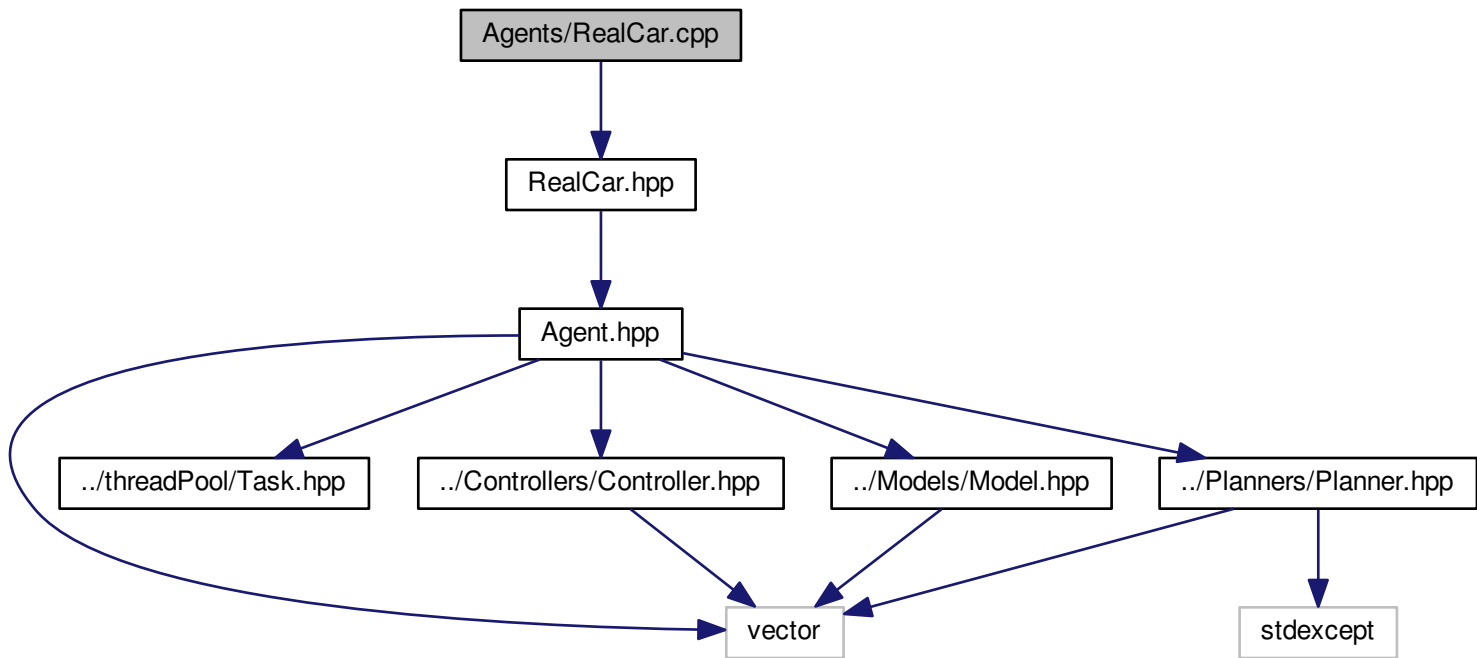 Agents/RealCar.cpp
RealCar.hpp
Agent.hpp
../threadPool/Task.hpp
../Controllers/Controller.hpp
../Models/Model.hpp
../Planners/Planner.hpp
vector
stdexcept